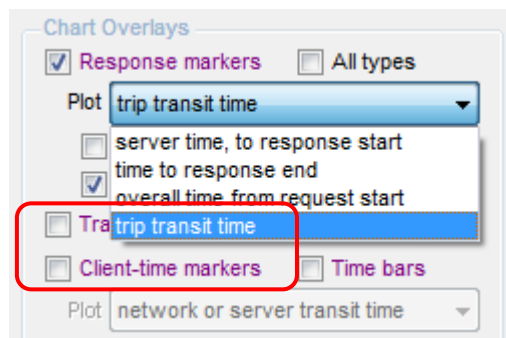 Chart Overlays
Response markers All types
Plot trip transit time
server time, to response start
time to response end
overall time from request start
Tra trip transit time
Client-time markers Time bars
Plot network or server transit time